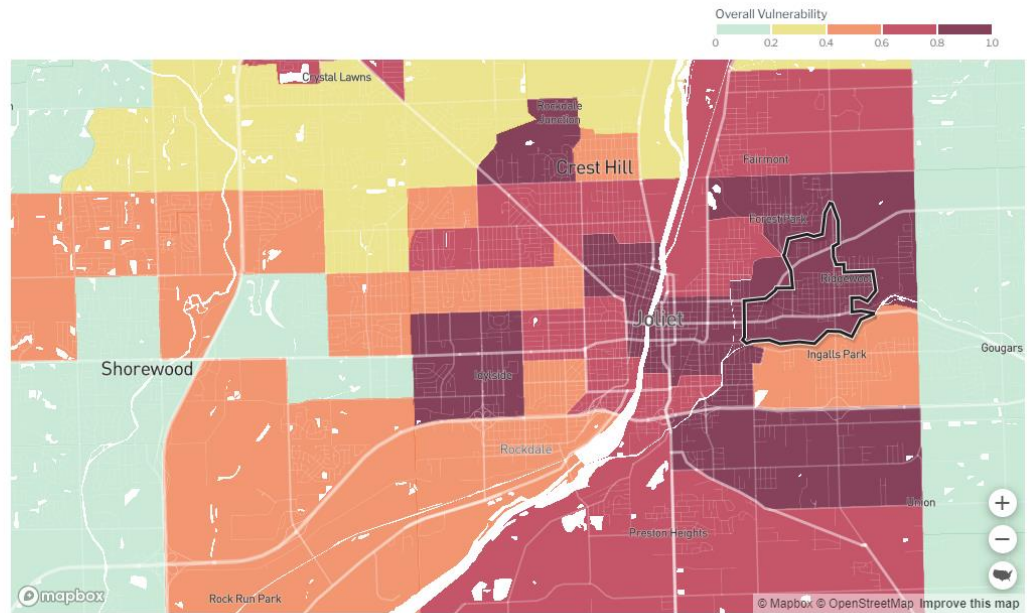 Overall Vulnerability
0 0.2 0.4 0.6 0.8 1.0
Crystal Lawns
Rockdale
Junction
Crest Hill
Fairmont
Forest Park
Ridgewood
Joliet
Ingalls Park
Gougars
Shorewood
Idylside
Rockdale
Union
Preston Heights
Rock Run Park
mapbox
© Mapbox © OpenStreetMap Improve this map